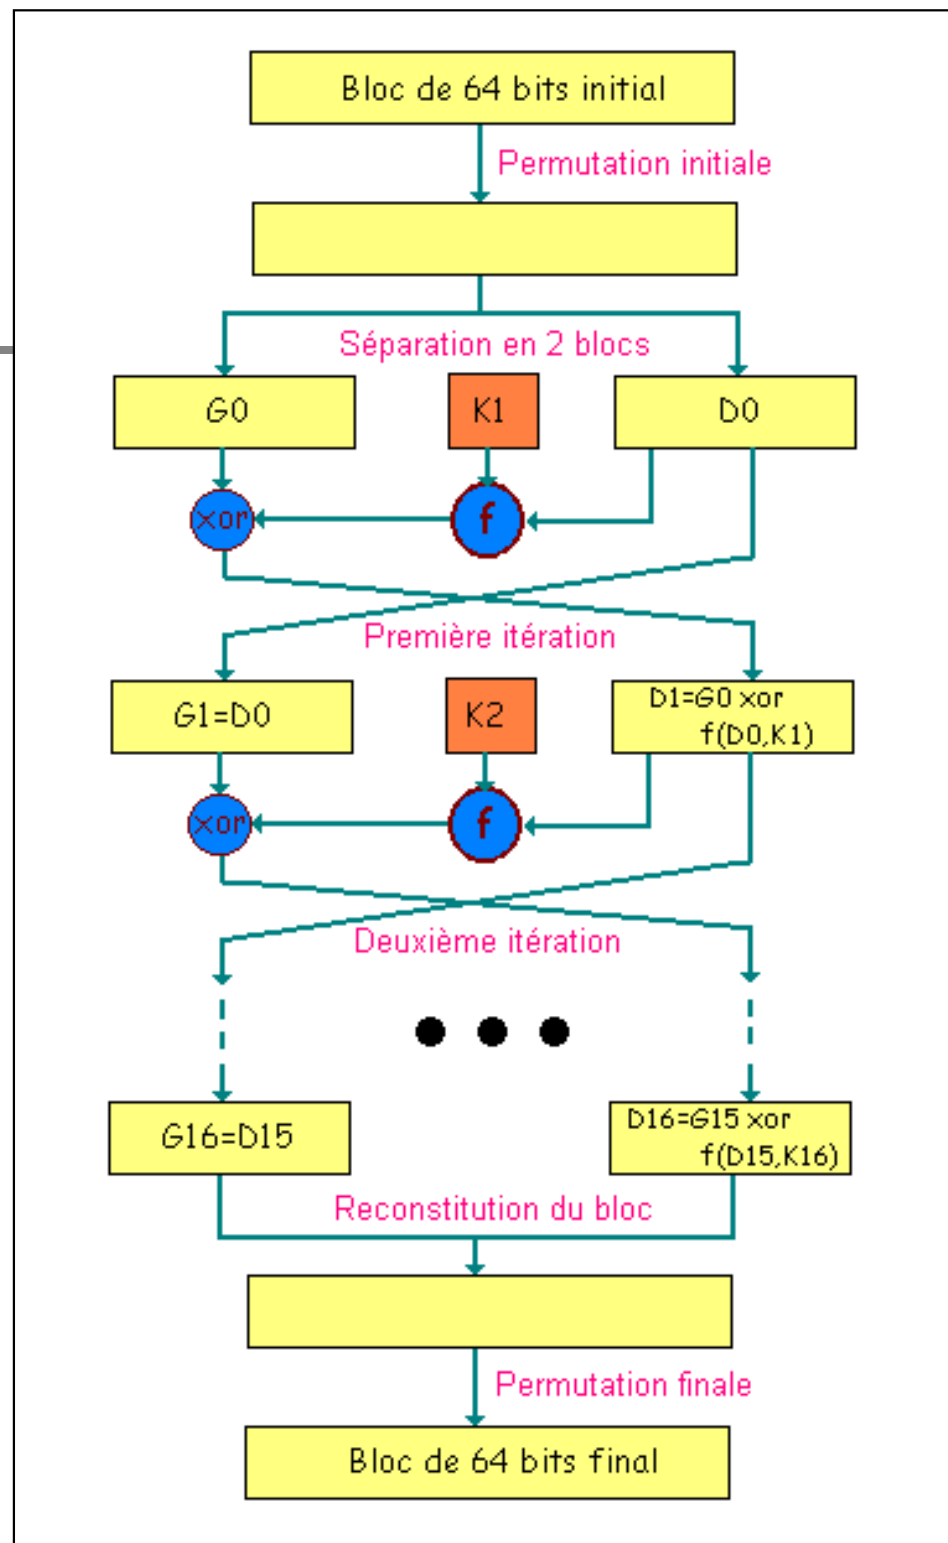 Bloc de 64 bits initial
Permutation initiale
Séparation en 2 blocs
G0
K1
D0
xor
f
Première itération
G1=D0
K2
D1=G0 xor
f(D0,K1)
xor
f
Deuxième itération
G16=D15
D16=G15 xor
f(D15,K16)
Reconstitution du bloc
Permutation finale
Bloc de 64 bits final